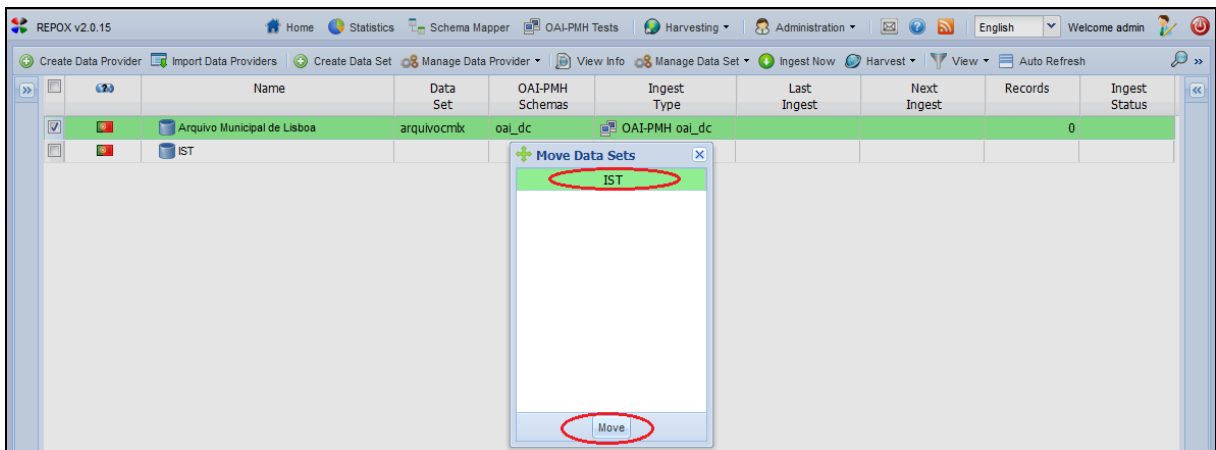 REPOX v2.0.15 Home Statistics Schema Mapper OAI-PMH Tests Harvesting Administration English Welcome admin
Create Data Provider Import Data Providers Create Data Set Manage Data Provider View Info Manage Data Set Ingest Now Harvest View Auto Refresh »
» Name Data Set OAI-PMH Schemas Ingest Type Last Ingest Next Ingest Records Ingest Status «
Arquivo Municipal de Lisboa arquivocmlx oai_dc OAI-PMH oai_dc 0
IST
Move Data Sets
IST
Move